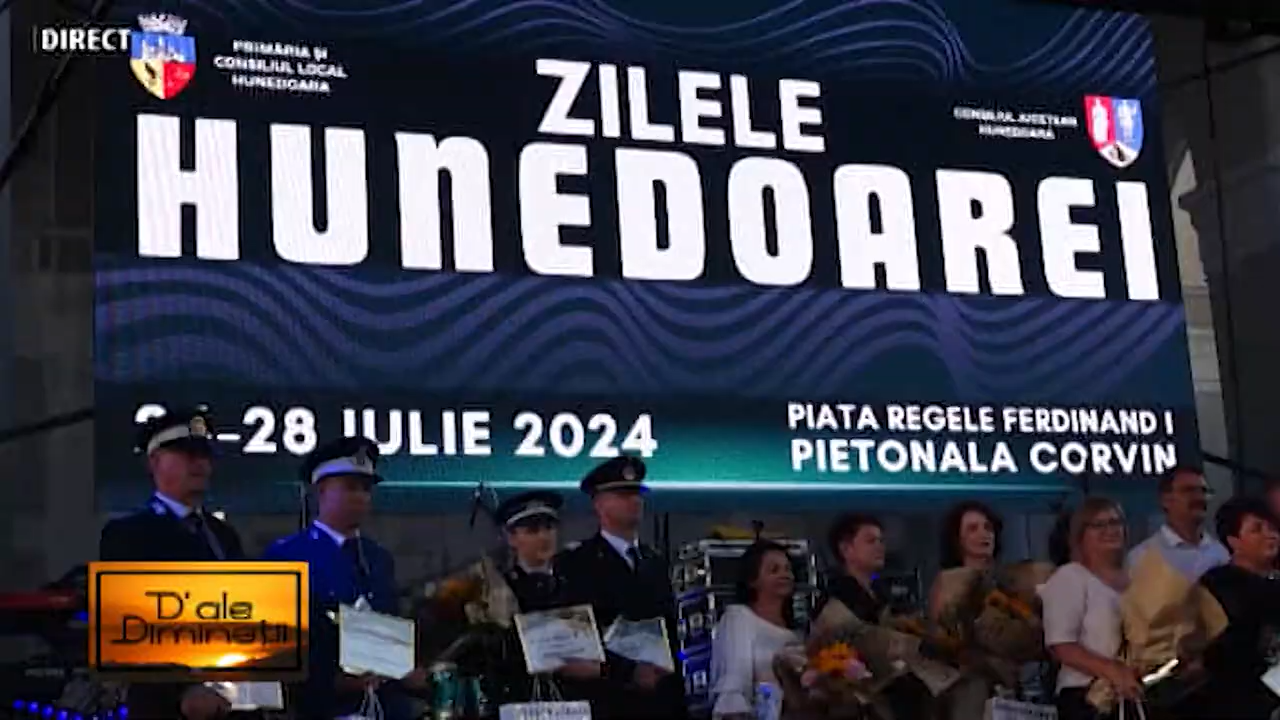 DIRECT
PRIMĂRIA ȘI
CONSILIUL LOCAL
HUNEDOARA
ZILELE
CONSILIUL JUDEȚEAN
HUNEDOARA
HUNEDOAREI
-28 IULIE 2024
PIATA REGELE FERDINAND I
PIETONALA CORVIN
D'ale
Dimineții